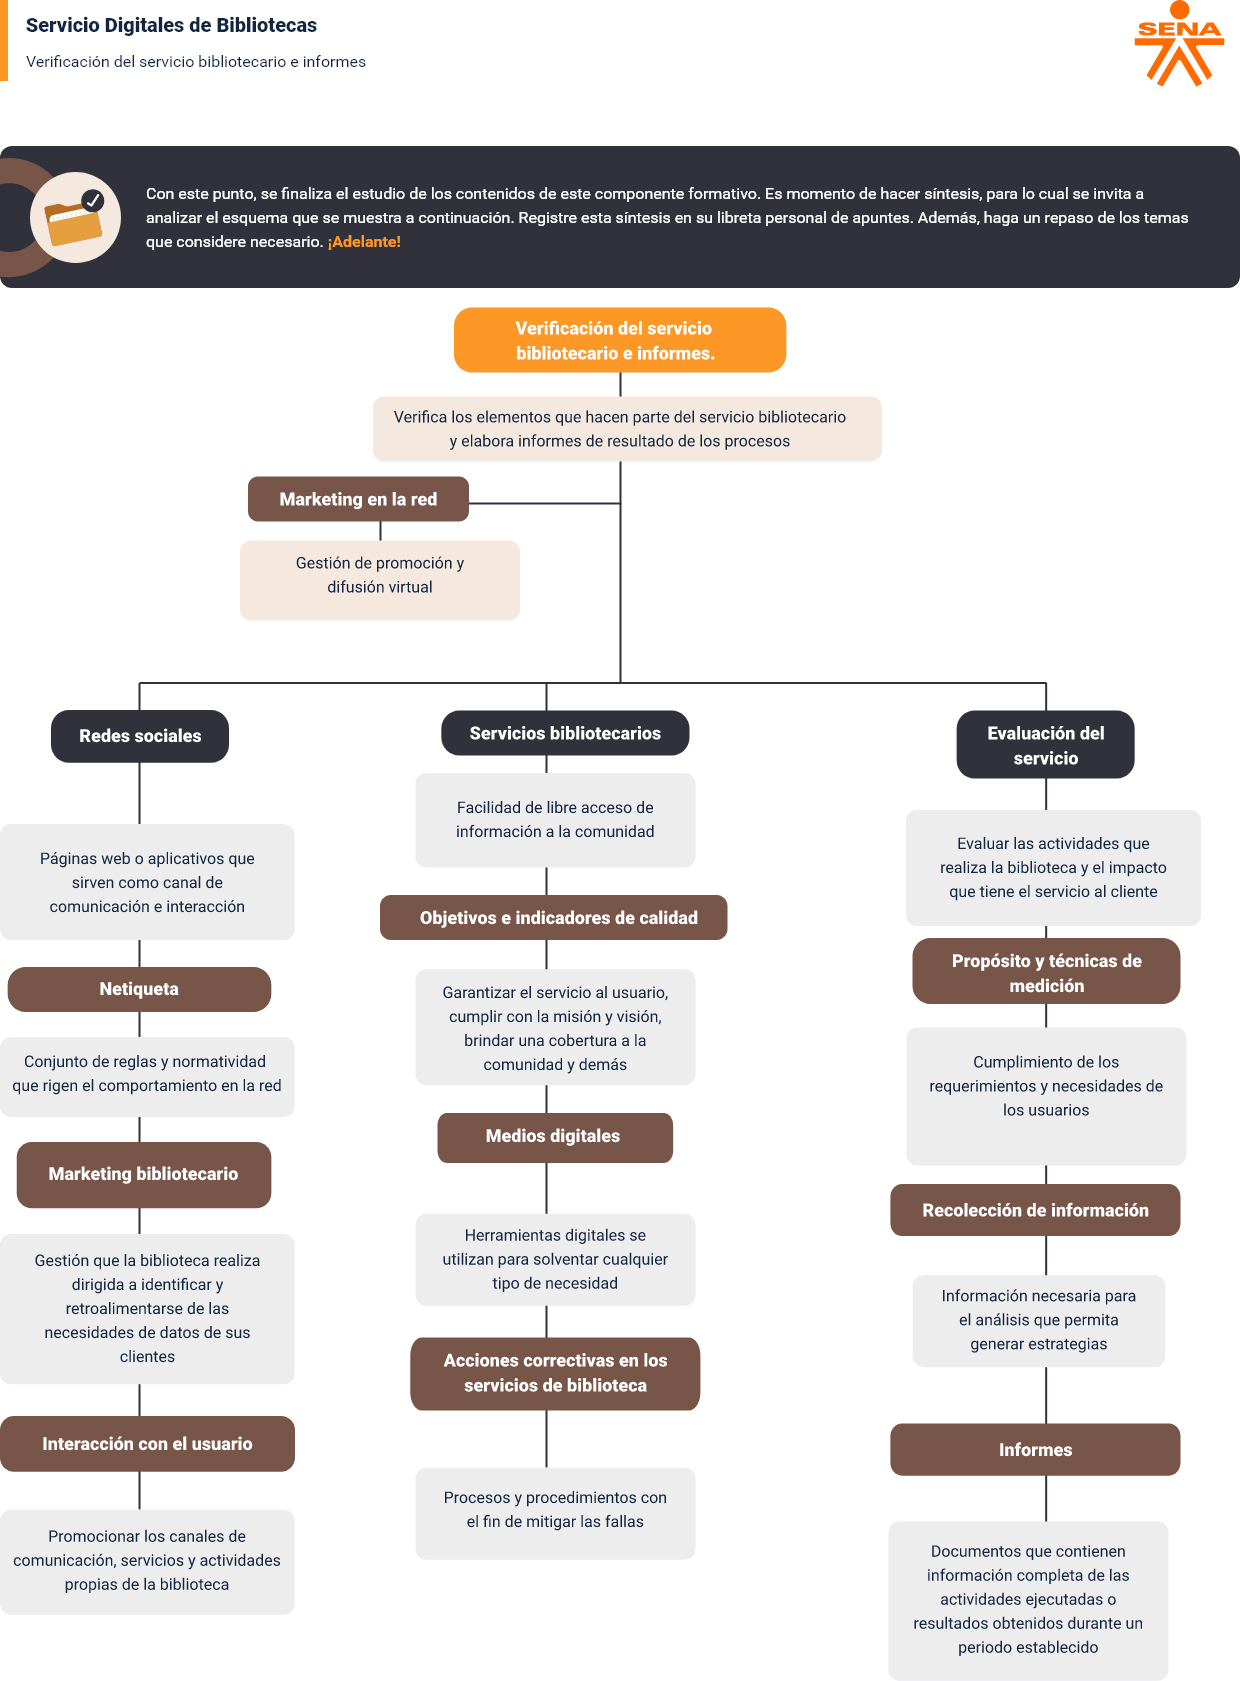 Servicio Digitales de Bibliotecas
Verificación del servicio bibliotecario e informes
SENA
Con este punto, se finaliza el estudio de los contenidos de este componente formativo. Es momento de hacer síntesis, para lo cual se invita a
analizar el esquema que se muestra a continuación. Registre esta síntesis en su libreta personal de apuntes. Además, haga un repaso de los temas
que considere necesario. ¡Adelante!
Verificación del servicio
bibliotecario e informes.
Verifica los elementos que hacen parte del servicio bibliotecario
y elabora informes de resultado de los procesos
Marketing en la red
Gestión de promoción y
difusión virtual
Redes sociales
Páginas web o aplicativos que
sirven como canal de
comunicación e interacción
Netiqueta
Conjunto de reglas y normatividad
que rigen el comportamiento en la red
Marketing bibliotecario
Gestión que la biblioteca realiza
dirigida a identificar y
retroalimentarse de las
necesidades de datos de sus
clientes
Interacción con el usuario
Promocionar los canales de
comunicación, servicios y actividades
propias de la biblioteca
Servicios bibliotecarios
Facilidad de libre acceso de
información a la comunidad
Objetivos e indicadores de calidad
Garantizar el servicio al usuario,
cumplir con la misión y visión,
brindar una cobertura a la
comunidad y demás
Medios digitales
Herramientas digitales se
utilizan para solventar cualquier
tipo de necesidad
Acciones correctivas en los
servicios de biblioteca
Procesos y procedimientos con
el fin de mitigar las fallas
Evaluación del
servicio
Evaluar las actividades que
realiza la biblioteca y el impacto
que tiene el servicio al cliente
Propósito y técnicas de
medición
Cumplimiento de los
requerimientos y necesidades de
los usuarios
Recolección de información
Información necesaria para
el análisis que permita
generar estrategias
Informes
Documentos que contienen
información completa de las
actividades ejecutadas o
resultados obtenidos durante un
periodo establecido